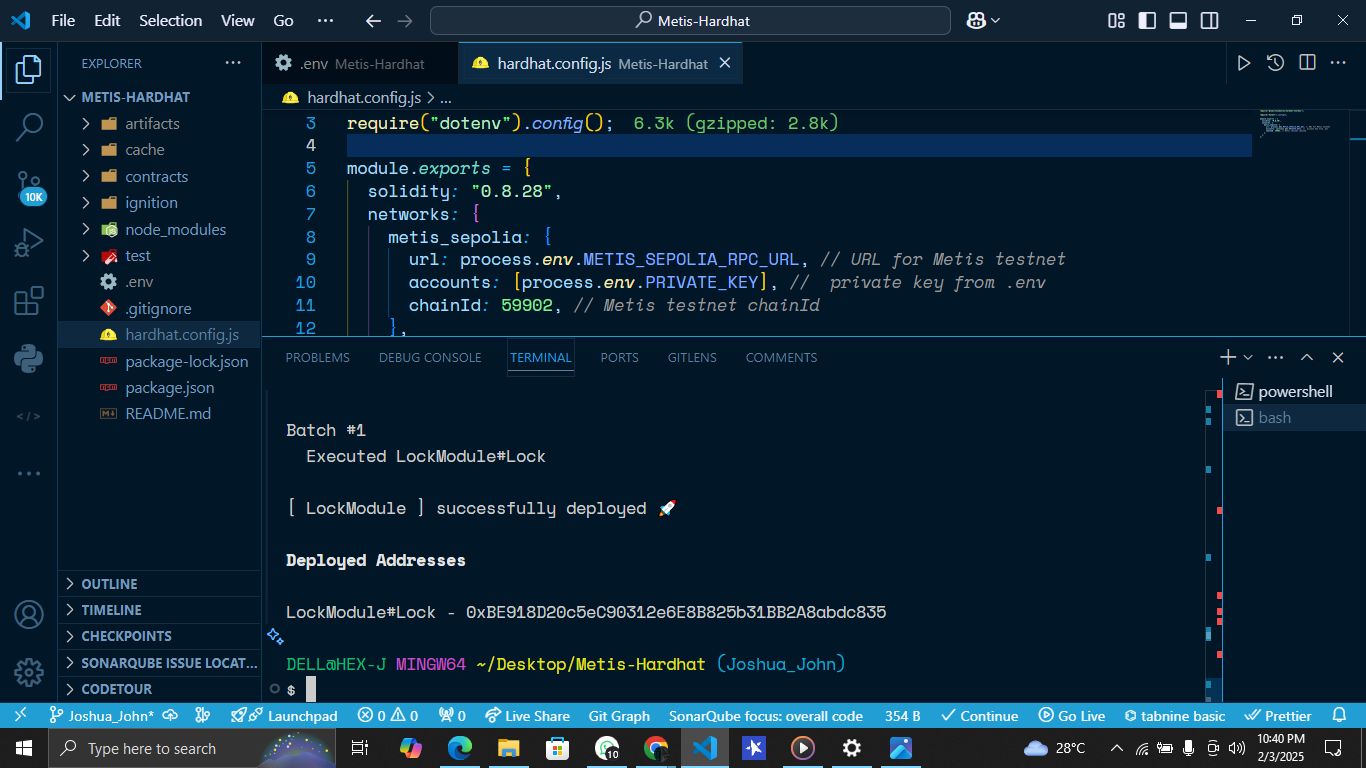 File Edit Selection View Go ··· Metis-Hardhat
EXPLORER ···
.env Metis-Hardhat
hardhat.config.js Metis-Hardhat
METIS-HARDHAT
hardhat.config.js > ...
artifacts
cache
contracts
ignition
node_modules
test
.env
.gitignore
hardhat.config.js
package-lock.json
package.json
README.md
10K
3 require("dotenv").config(); 6.3k (gzipped: 2.8k)
4
5 module.exports = {
6 solidity: "0.8.28",
7 networks: {
8 metis_sepolia: {
9 url: process.env.METIS_SEPOLIA_RPC_URL, // URL for Metis testnet
10 accounts: [process.env.PRIVATE_KEY], // private key from .env
11 chainId: 59902, // Metis testnet chainId
12 },
PROBLEMS DEBUG CONSOLE TERMINAL PORTS GITLENS COMMENTS
powershell
bash
Batch #1
Executed LockModule#Lock
[ LockModule ] successfully deployed 🚀
Deployed Addresses
LockModule#Lock - 0xBE918D20c5eC90312e6E8B825b31BB2A8abdc835
DELL@HEX-J MINGW64 ~/Desktop/Metis-Hardhat (Joshua_John)
$
OUTLINE
TIMELINE
CHECKPOINTS
SONARQUBE ISSUE LOCAT...
CODETOUR
Joshua_John* Launchpad 0 0 0 Live Share Git Graph SonarQube focus: overall code 354 B Continue Go Live tabnine basic Prettier
Type here to search
10
28°C
10:40 PM
2/3/2025